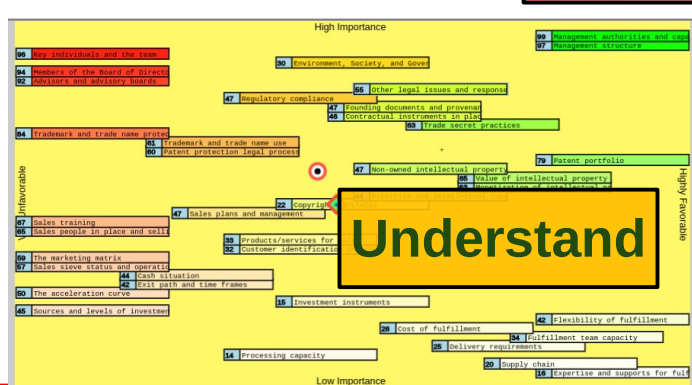 High Importance
99 Management authorities and capa
97 Management structure
96 Key individuals and the team
30 Environment, Society, and Gover
94 Members of the Board of Directo
92 Advisors and advisory boards
55 Other legal issues and response
47 Regulatory compliance
47 Founding documents and provenan
46 Contractual instruments in plac
63 Trade secret practices
84 Trademark and trade name protec
61 Trademark and trade name use
60 Patent protection legal process
79 Patent portfolio
47 Non-owned intellectual property
65 Value of intellectual property
Unfavorable
Highly Favorable
22
47 Sales plans and management
67 Sales training
65 Sales people in place and selli
Understand
33 Products/services for
32 Customer identificatio
59 The marketing matrix
57 Sales sieve status and operatio
44 Cash situation
42 Exit path and time frames
50 The acceleration curve
15 Investment instruments
45 Sources and levels of investmen
42 Flexibility of fulfillment
26 Cost of fulfillment
34 Fulfillment team capacity
25 Delivery requirements
14 Processing capacity
20 Supply chain
16 Expertise and supports for fulf
Low Importance